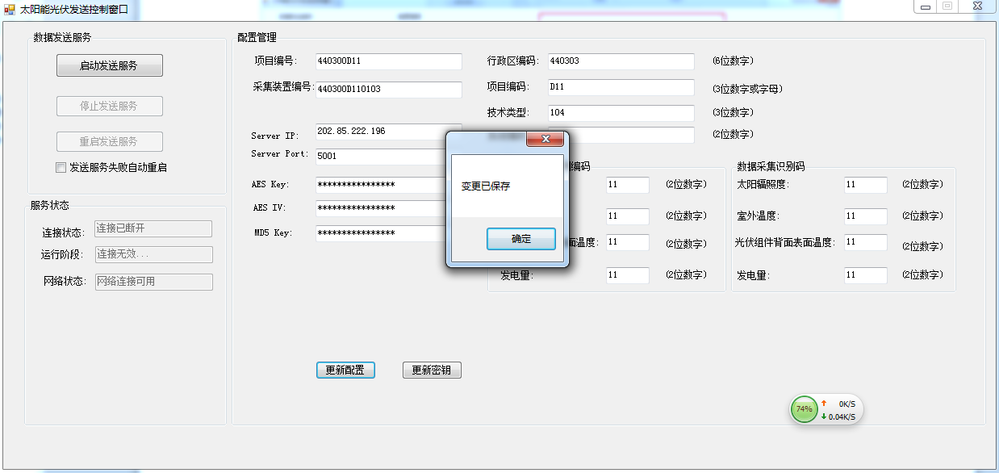 太阳能光伏发送控制窗口
数据发送服务
启动发送服务
停止发送服务
重启发送服务
发送服务失败自动重启
服务状态
连接状态: 连接已断开
运行阶段: 连接无效...
网络状态: 网络连接可用
配置管理
项目编号: 440300D11
采集装置编号: 440300D110103
Server IP: 202.85.222.196
Server Port: 5001
AES Key: ****************
AES IV: ****************
MD5 Key: ****************
行政区编码: 440303 (6位数字)
项目编码: D11 (3位数字或字母)
技术类型: 104 (3位数字)
(2位数字)
变更已保存
确定
编码
11 (2位数字)
11 (2位数字)
面温度: 11 (2位数字)
发电量: 11 (2位数字)
数据采集识别码
太阳辐照度: 11 (2位数字)
室外温度: 11 (2位数字)
光伏组件背面表面温度: 11 (2位数字)
发电量: 11 (2位数字)
更新配置 更新密钥
74% 0K/S
0.04K/S